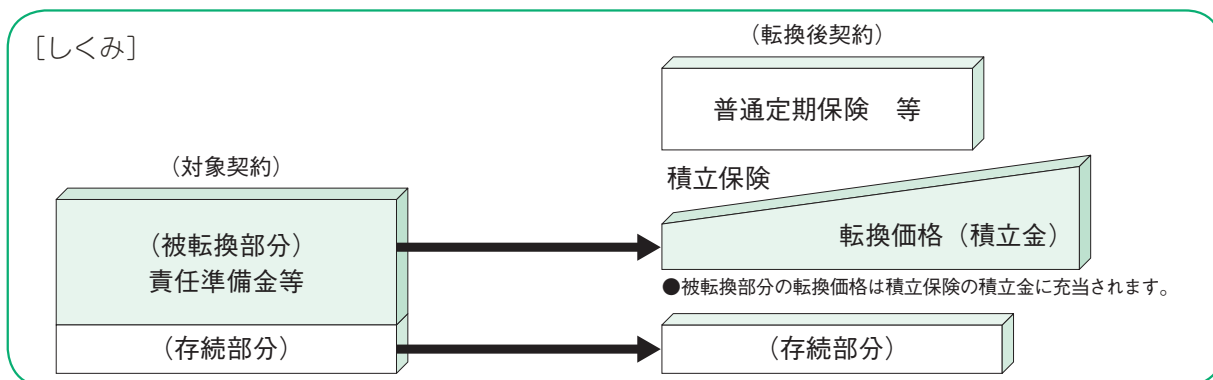 [しくみ]
（対象契約）
（被転換部分）
責任準備金等
（存続部分）
（転換後契約）
普通定期保険　等
積立保険
転換価格（積立金）
●被転換部分の転換価格は積立保険の積立金に充当されます。
（存続部分）